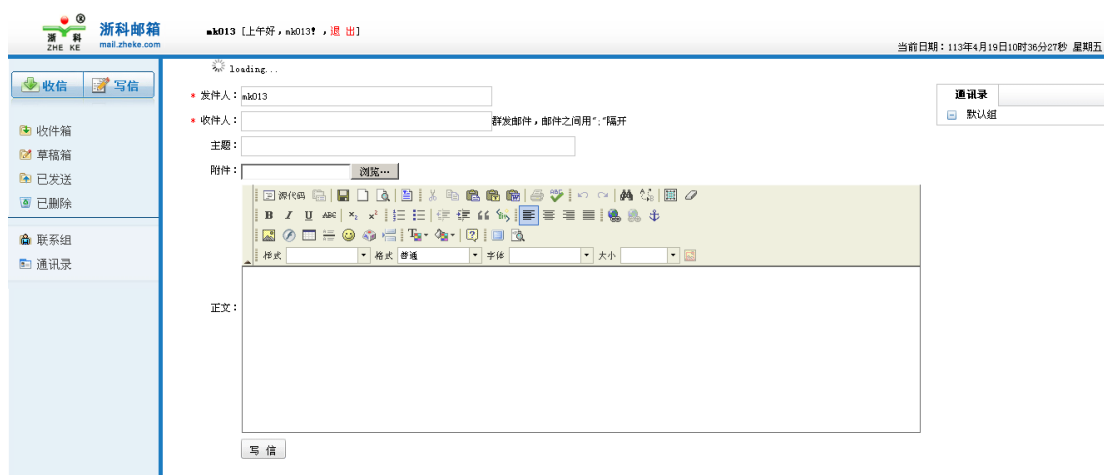 浙 科
ZHE KE
浙科邮箱
mail.zheke.com
mk013 [上午好，mk013! ，退 出]
当前日期：113年4月19日10时36分27秒 星期五
收信
写信
收件箱
草稿箱
已发送
已删除
联系组
通讯录
loading...
* 发件人：mk013
* 收件人：
群发邮件，邮件之间用";"隔开
主题：
附件：
浏览…
源代码
B I U ABC x₂ x²
样式
格式 普通
字体
大小
正文：
写 信
通讯录
默认组